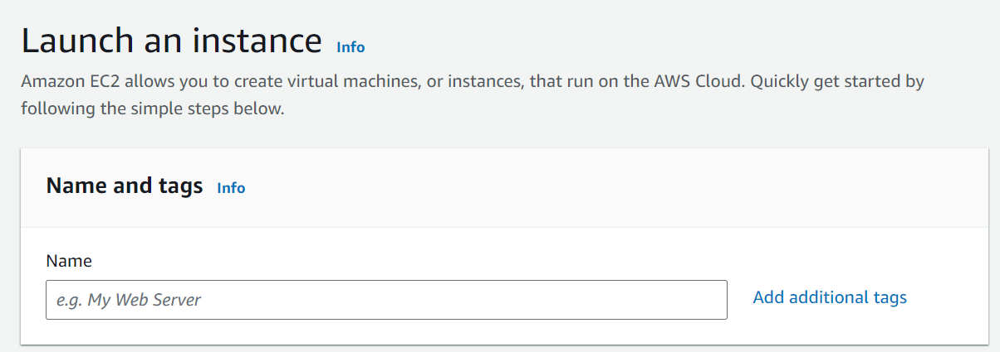 Launch an instance Info
Amazon EC2 allows you to create virtual machines, or instances, that run on the AWS Cloud. Quickly get started by
following the simple steps below.
Name and tags Info
Name
e.g. My Web Server
Add additional tags